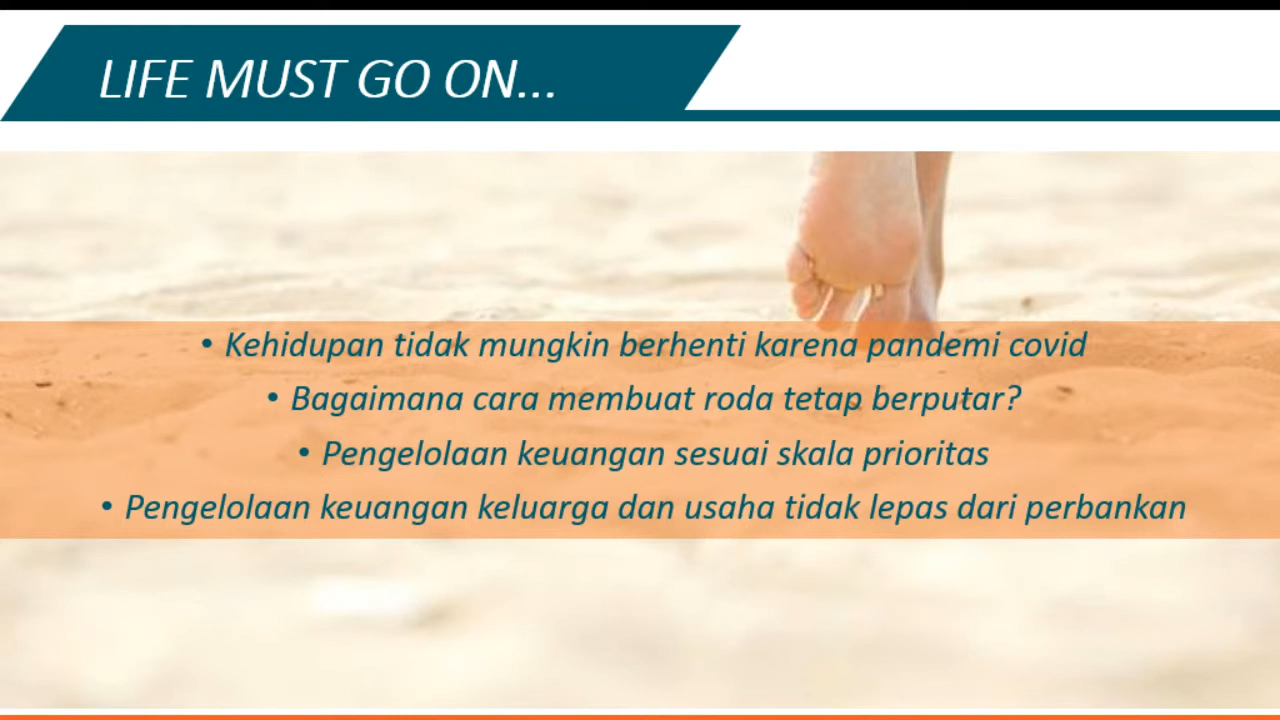 LIFE MUST GO ON...
• Kehidupan tidak mungkin berhenti karena pandemi covid
• Bagaimana cara membuat roda tetap berputar?
• Pengelolaan keuangan sesuai skala prioritas
• Pengelolaan keuangan keluarga dan usaha tidak lepas dari perbankan